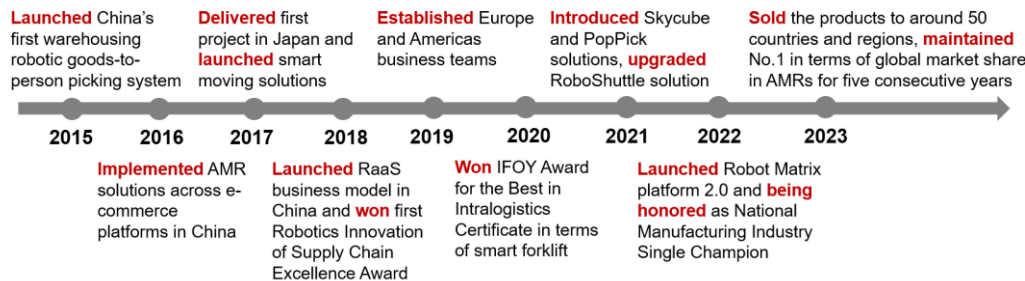 Launched China's
first warehousing
robotic goods-to-
person picking system
Delivered first
project in Japan and
launched smart
moving solutions
Established Europe
and Americas
business teams
Introduced Skycube
and PopPick
solutions, upgraded
RoboShuttle solution
Sold the products to around 50
countries and regions, maintained
No.1 in terms of global market share
in AMRs for five consecutive years
2015
2016
2017
2018
2019
2020
2021
2022
2023
Implemented AMR
solutions across e-
commerce
platforms in China
Launched RaaS
business model in
China and won first
Robotics Innovation
of Supply Chain
Excellence Award
Won IFOY Award
for the Best in
Intralogistics
Certificate in terms
of smart forklift
Launched Robot Matrix
platform 2.0 and being
honored as National
Manufacturing Industry
Single Champion